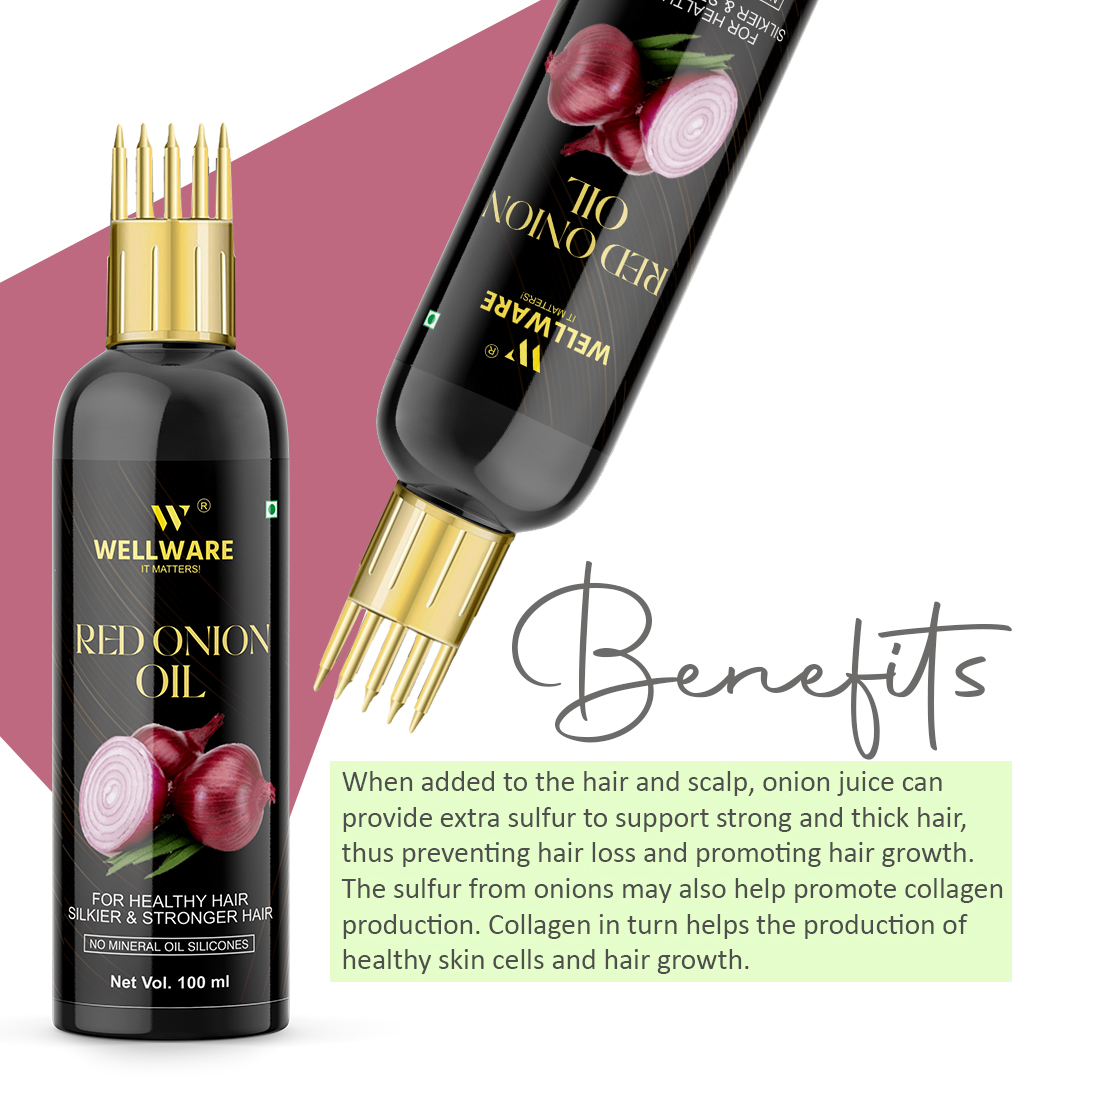 FOR HEALTHY
SILKIER & S
RED ONION
OIL
WELLWARE
IT MATTERS!
W ®
W ®
WELLWARE
IT MATTERS!
RED ONION
OIL
FOR HEALTHY HAIR
SILKIER & STRONGER HAIR
NO MINERAL OIL SILICONES
Net Vol. 100 ml
Benefits
When added to the hair and scalp, onion juice can
provide extra sulfur to support strong and thick hair,
thus preventing hair loss and promoting hair growth.
The sulfur from onions may also help promote collagen
production. Collagen in turn helps the production of
healthy skin cells and hair growth.